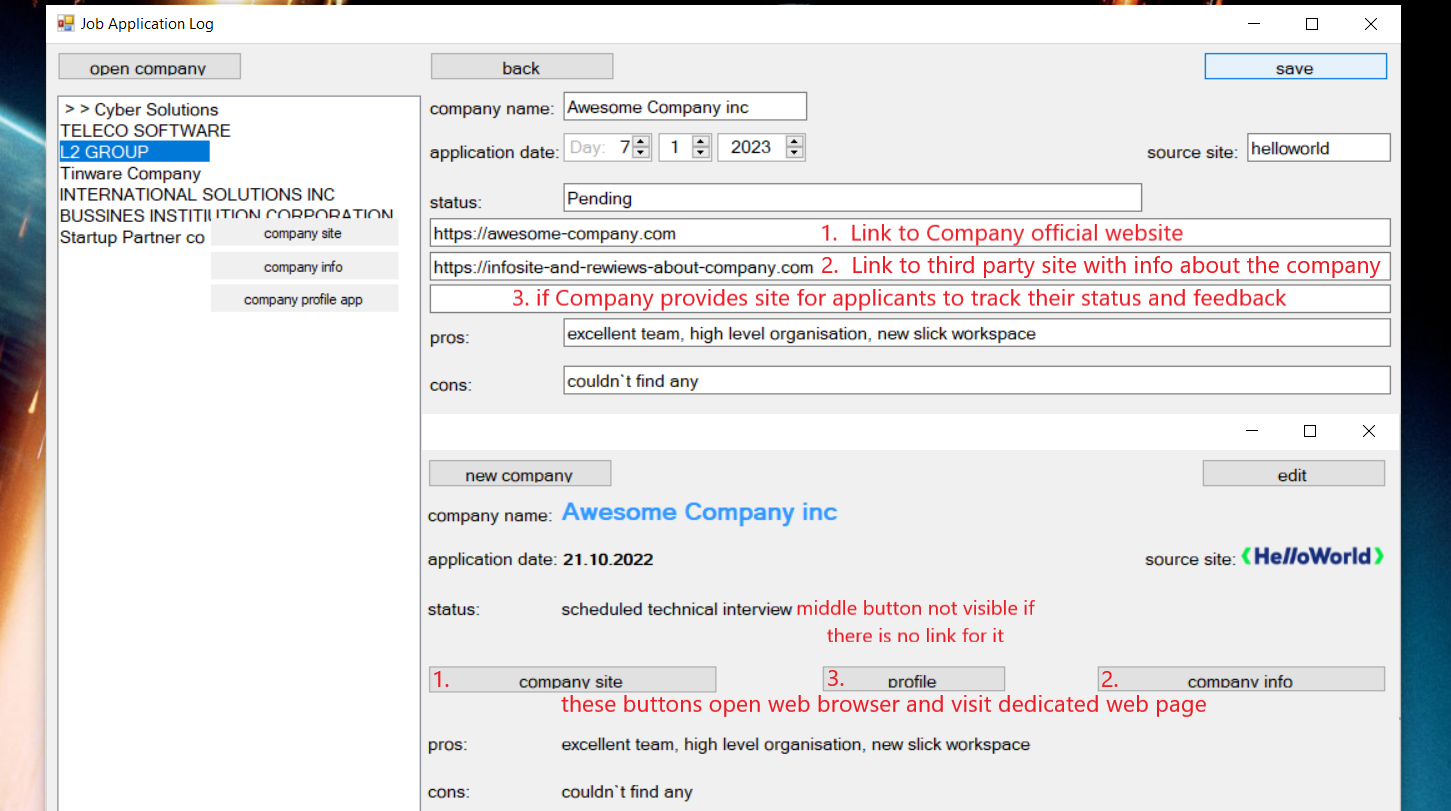 Job Application Log
open company
back
save
> > Cyber Solutions
TELECO SOFTWARE
L2 GROUP
Tinware Company
INTERNATIONAL SOLUTIONS INC
BUSSINES INSTITIUTION CORPORATION
Startup Partner co
company site
company info
company profile app
company name: Awesome Company inc
application date: Day: 7 1 2023 source site: helloworld
status: Pending
https://awesome-company.com 1. Link to Company official website
https://infosite-and-rewiews-about-company.com 2. Link to third party site with info about the company
3. if Company provides site for applicants to track their status and feedback
pros: excellent team, high level organisation, new slick workspace
cons: couldn`t find any
new company
edit
company name: Awesome Company inc
application date: 21.10.2022 source site: HelloWorld
status: scheduled technical interview middle button not visible if
there is no link for it
1. company site 3. profile 2. company info
these buttons open web browser and visit dedicated web page
pros: excellent team, high level organisation, new slick workspace
cons: couldn`t find any